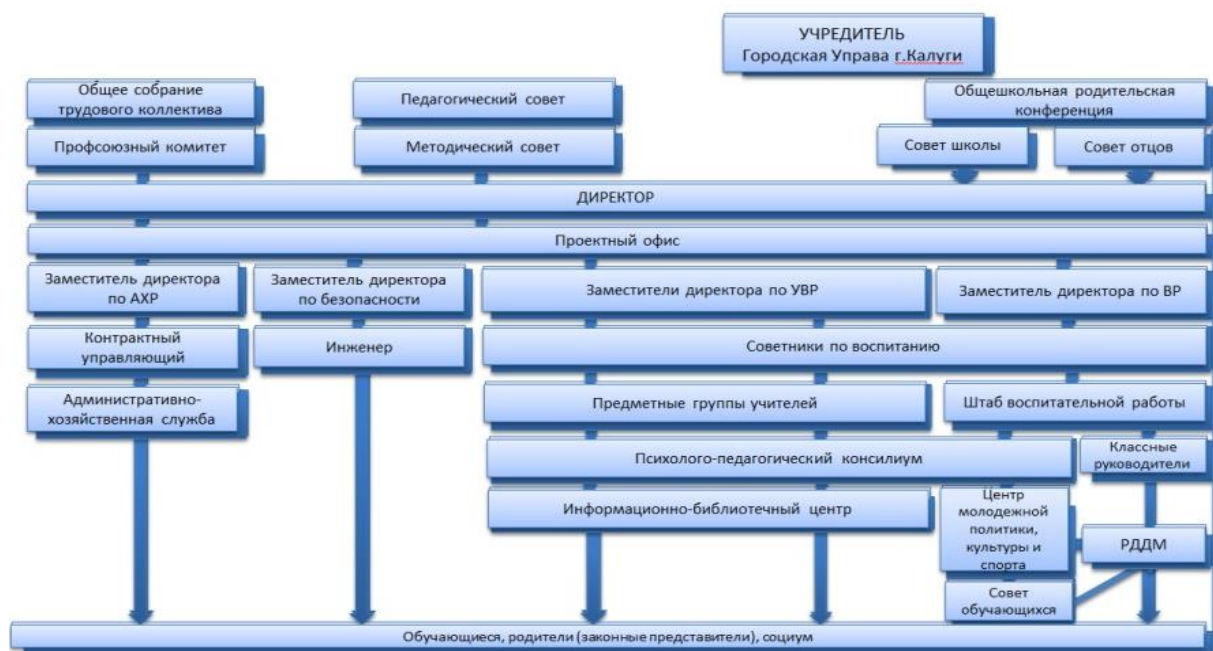 УЧРЕДИТЕЛЬ
Городская Управа г.Калуги
Общее собрание
трудового коллектива
Педагогический совет
Общешкольная родительская
конференция
Профсоюзный комитет
Методический совет
Совет школы
Совет отцов
ДИРЕКТОР
Проектный офис
Заместитель директора
по АХР
Заместитель директора
по безопасности
Заместители директора по УВР
Заместитель директора по ВР
Контрактный
управляющий
Инженер
Советники по воспитанию
Административно-
хозяйственная служба
Предметные группы учителей
Штаб воспитательной работы
Психолого-педагогический консилиум
Классные
руководители
Информационно-библиотечный центр
Центр
молодежной
политики,
культуры и
спорта
РДДМ
Совет
обучающихся
Обучающиеся, родители (законные представители), социум